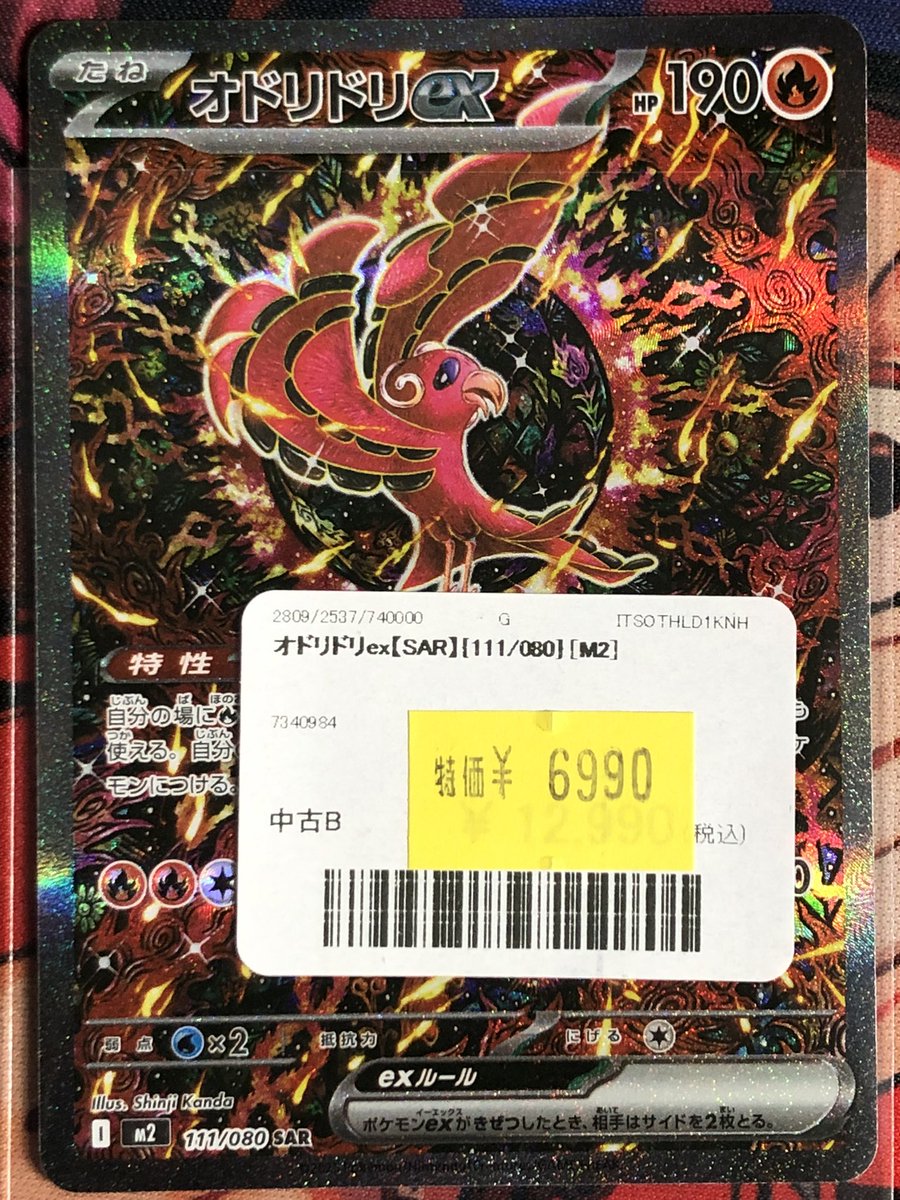 たね
オドリドリex
HP 190
2809/2537/740000 G ITSOTHLD1KNH
オドリドリex【SAR】{111/080} [M2]
特性
7340984
自分の場に
使える。自分
モンにつける。
特価¥ 6990
¥ 12,990 (税込)
中古B
弱点 ×2 抵抗力 にげる
exルール
ポケモンexがきぜつしたとき、相手はサイドを2枚とる。
Illus. Shinji Kanda
I M2 111/080 SAR